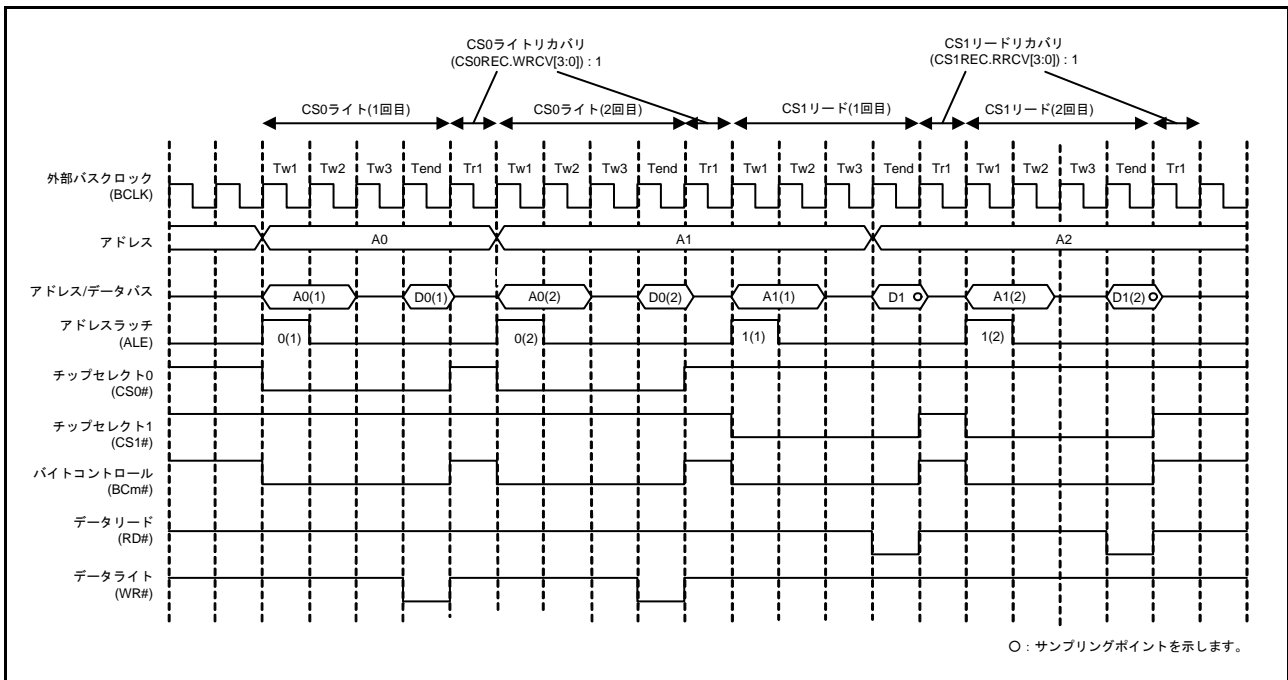 CS0ライトリカバリ
(CS0REC.WRCV[3:0]) : 1
CS1リードリカバリ
(CS1REC.RRCV[3:0]) : 1
CS0ライト(1回目)
CS0ライト(2回目)
CS1リード(1回目)
CS1リード(2回目)
Tw1 Tw2 Tw3 Tend Tr1 Tw1 Tw2 Tw3 Tend Tr1 Tw1 Tw2 Tw3 Tend Tr1 Tw1 Tw2 Tw3 Tend Tr1
外部バスクロック
(BCLK)
アドレス A0 A1 A2
アドレス/データバス A0(1) D0(1) A0(2) D0(2) A1(1) D1 A1(2) D1(2)
アドレスラッチ
(ALE)
0(1) 0(2) 1(1) 1(2)
チップセレクト0
(CS0#)
チップセレクト1
(CS1#)
バイトコントロール
(BCm#)
データリード
(RD#)
データライト
(WR#)
○ : サンプリングポイントを示します。